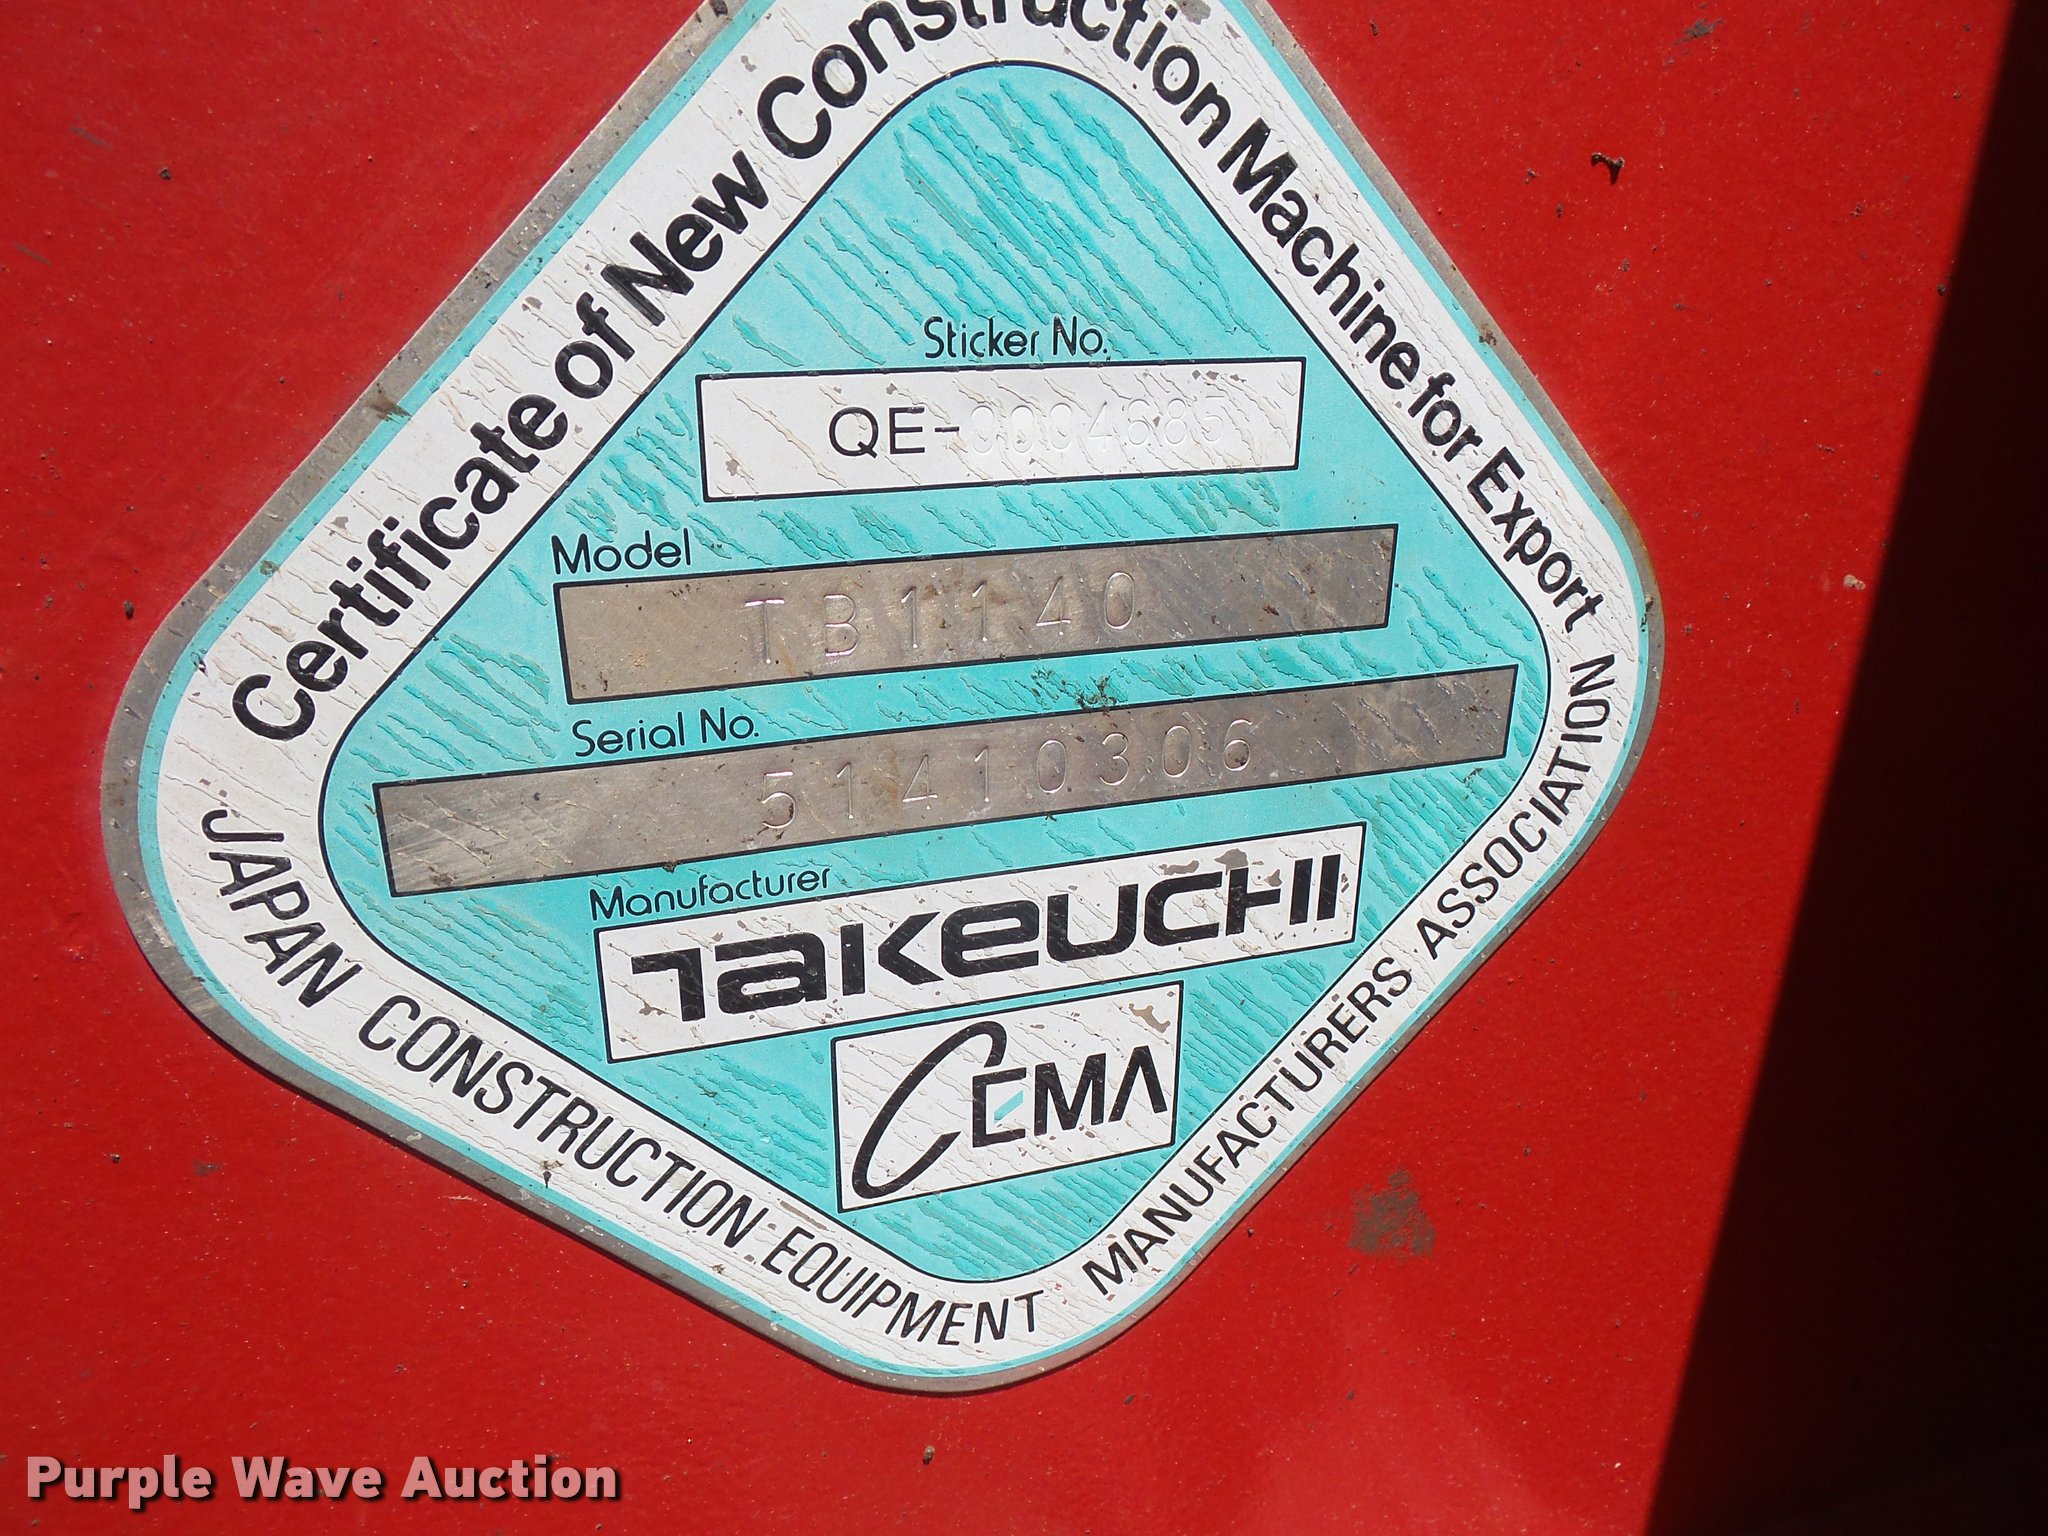 Certificate of New Construction Machine for Export
Sticker No.
QE-0004685
Model
TB1140
Serial No.
51410306
Manufacturer
TAKEUCHI
CEMA
JAPAN CONSTRUCTION EQUIPMENT MANUFACTURERS ASSOCIATION
Purple Wave Auction